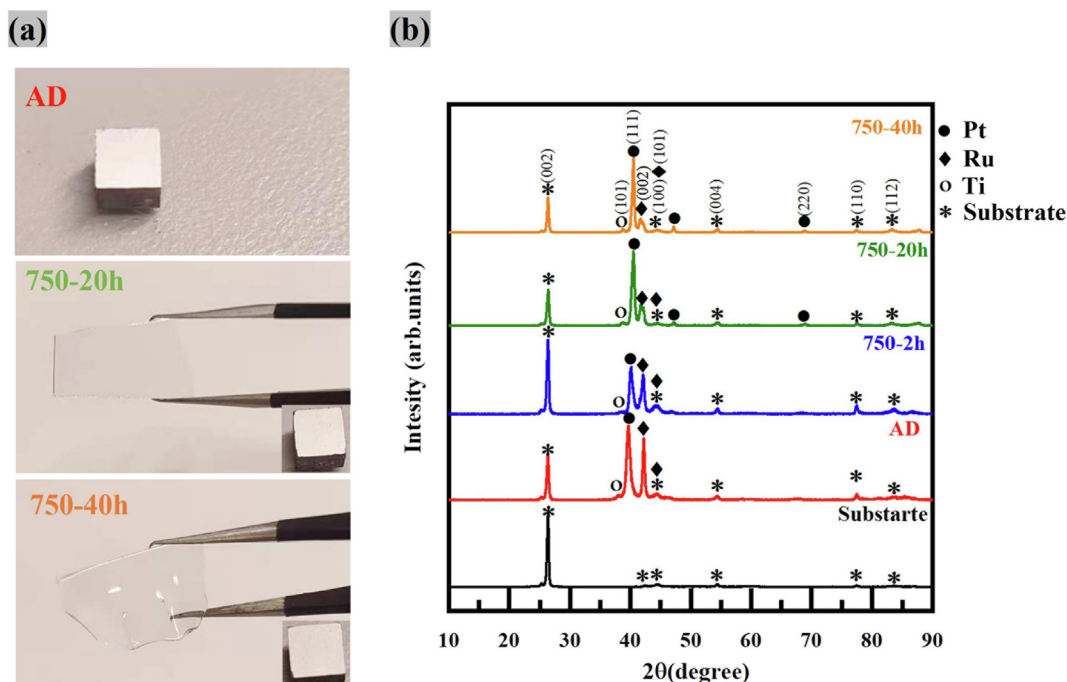 (a)
AD
750-20h
750-40h
(b)
Intesity (arb.units)
750-40h
750-20h
750-2h
AD
Substarte
*(002)
○(101)
●(111)
♦(002)
*(100)
♦(101)
*(004)
●(220)
*(110)
*(112)
● Pt
♦ Ru
○ Ti
* Substrate
10 20 30 40 50 60 70 80 90
2θ(degree)